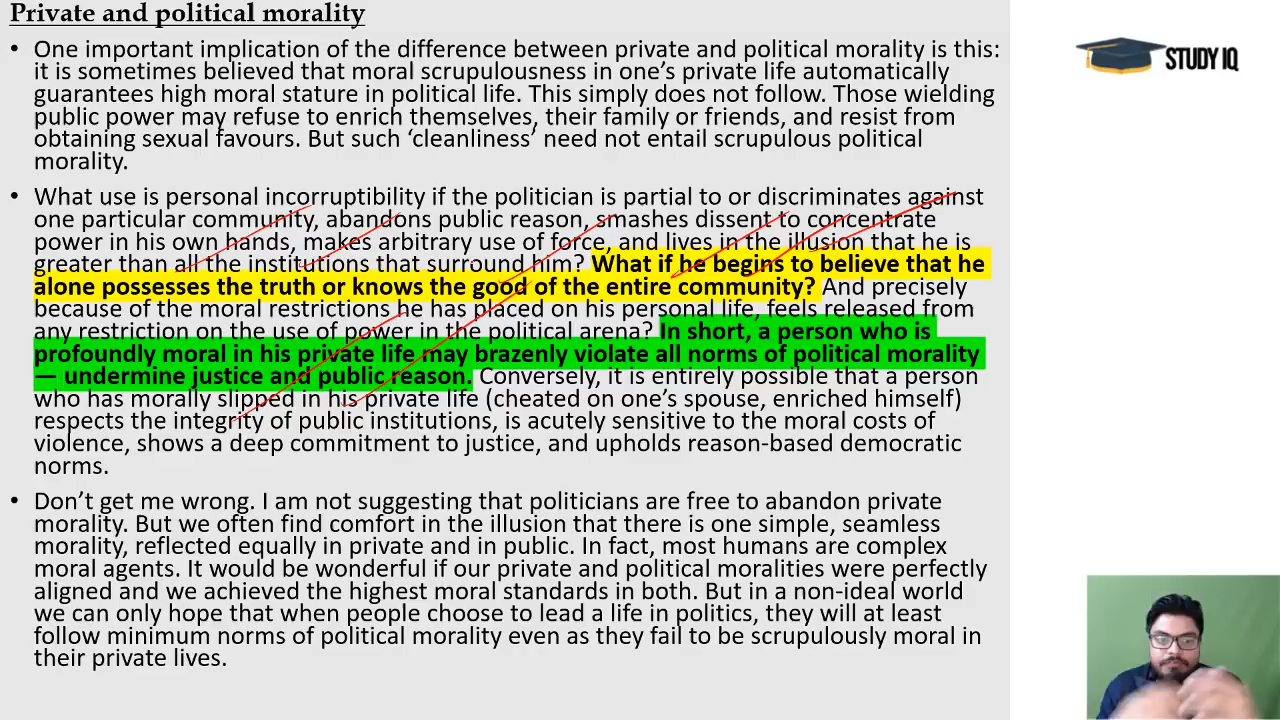 Private and political morality
• One important implication of the difference between private and political morality is this:
it is sometimes believed that moral scrupulousness in one’s private life automatically
guarantees high moral stature in political life. This simply does not follow. Those wielding
public power may refuse to enrich themselves, their family or friends, and resist from
obtaining sexual favours. But such ‘cleanliness’ need not entail scrupulous political
morality.
• What use is personal incorruptibility if the politician is partial to or discriminates against
one particular community, abandons public reason, smashes dissent to concentrate
power in his own hands, makes arbitrary use of force, and lives in the illusion that he is
greater than all the institutions that surround him? What if he begins to believe that he
alone possesses the truth or knows the good of the entire community? And precisely
because of the moral restrictions he has placed on his personal life, feels released from
any restriction on the use of power in the political arena? In short, a person who is
profoundly moral in his private life may brazenly violate all norms of political morality
— undermine justice and public reason. Conversely, it is entirely possible that a person
who has morally slipped in his private life (cheated on one’s spouse, enriched himself)
respects the integrity of public institutions, is acutely sensitive to the moral costs of
violence, shows a deep commitment to justice, and upholds reason-based democratic
norms.
• Don’t get me wrong. I am not suggesting that politicians are free to abandon private
morality. But we often find comfort in the illusion that there is one simple, seamless
morality, reflected equally in private and in public. In fact, most humans are complex
moral agents. It would be wonderful if our private and political moralities were perfectly
aligned and we achieved the highest moral standards in both. But in a non-ideal world
we can only hope that when people choose to lead a life in politics, they will at least
follow minimum norms of political morality even as they fail to be scrupulously moral in
their private lives.
STUDY IQ